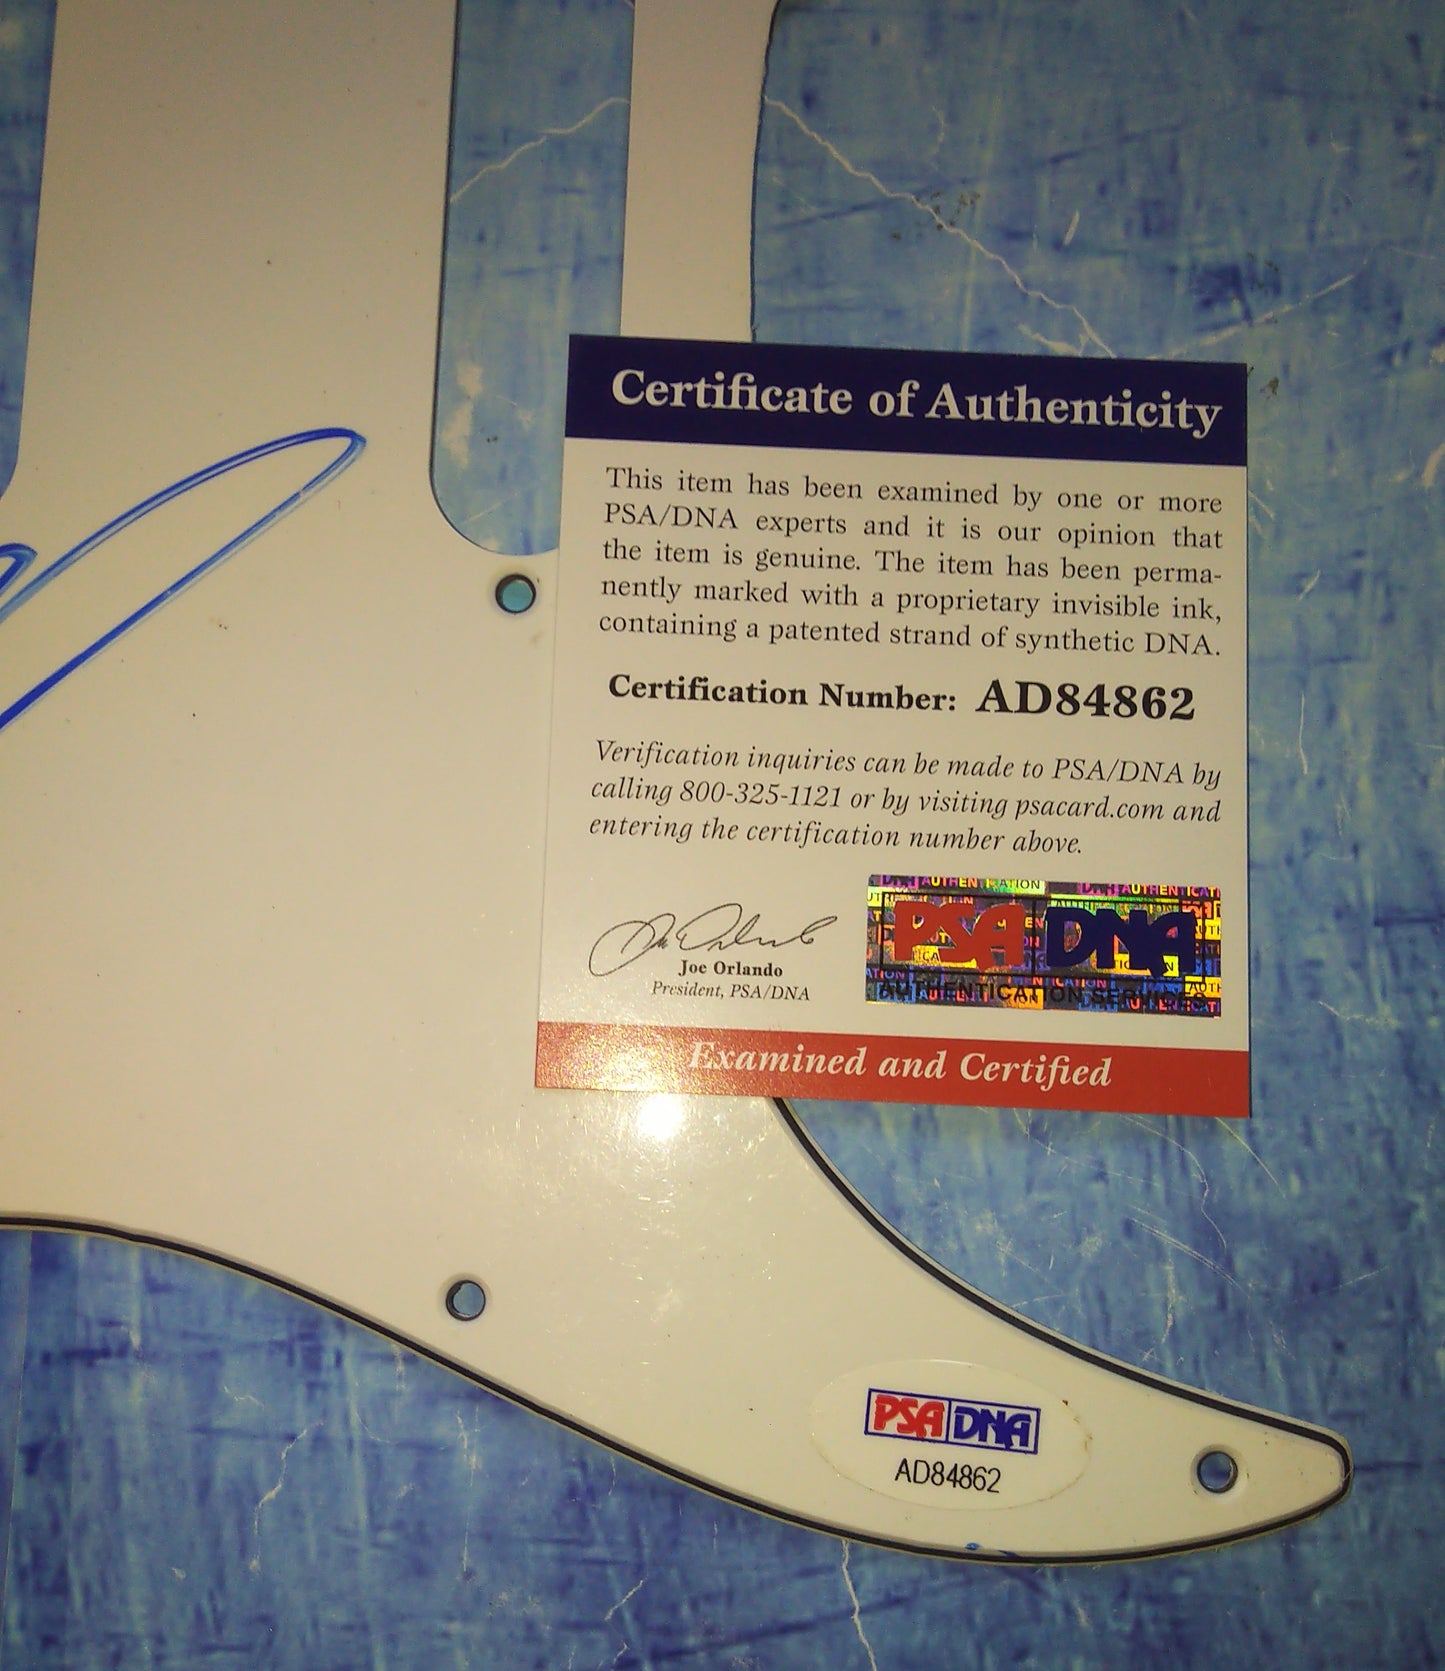 Certificate of Authenticity
This item has been examined by one or more
PSA/DNA experts and it is our opinion that
the item is genuine. The item has been perma-
nently marked with a proprietary invisible ink,
containing a patented strand of synthetic DNA.
Certification Number: AD84862
Verification inquiries can be made to PSA/DNA by
calling 800-325-1121 or by visiting psacard.com and
entering the certification number above.
PSA DNA
AUTHENTICATION SERVICES
Joe Orlando
President, PSA/DNA
Examined and Certified
PSA DNA
AD84862